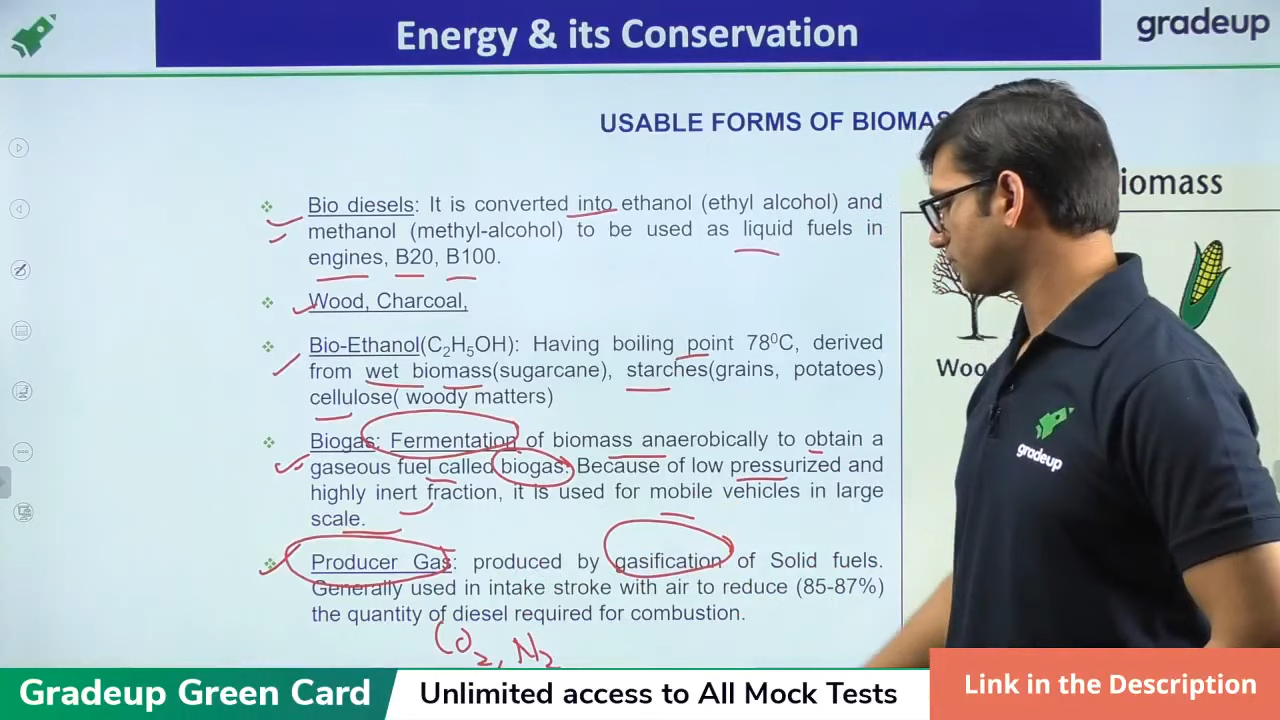 Energy & its Conservation
gradeup
USABLE FORMS OF BIOMAS
iomass
Bio diesels: It is converted into ethanol (ethyl alcohol) and
methanol (methyl-alcohol) to be used as liquid fuels in
engines, B20, B100.
Wood, Charcoal,
Bio-Ethanol(C₂H₅OH): Having boiling point 78⁰C, derived
from wet biomass(sugarcane), starches(grains, potatoes)
cellulose( woody matters)
Woo
Biogas: Fermentation of biomass anaerobically to obtain a
gaseous fuel called biogas. Because of low pressurized and
highly inert fraction, it is used for mobile vehicles in large
scale.
gradeup
Producer Gas: produced by gasification of Solid fuels.
Generally used in intake stroke with air to reduce (85-87%)
the quantity of diesel required for combustion.
CO₂, N₂
Gradeup Green Card
Unlimited access to All Mock Tests
Link in the Description